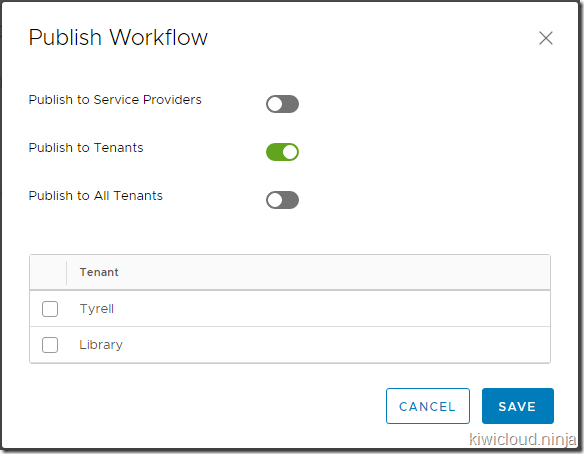 Publish Workflow
Publish to Service Providers
Publish to Tenants
Publish to All Tenants
Tenant
Tyrell
Library
CANCEL SAVE
kiwicloud.ninja